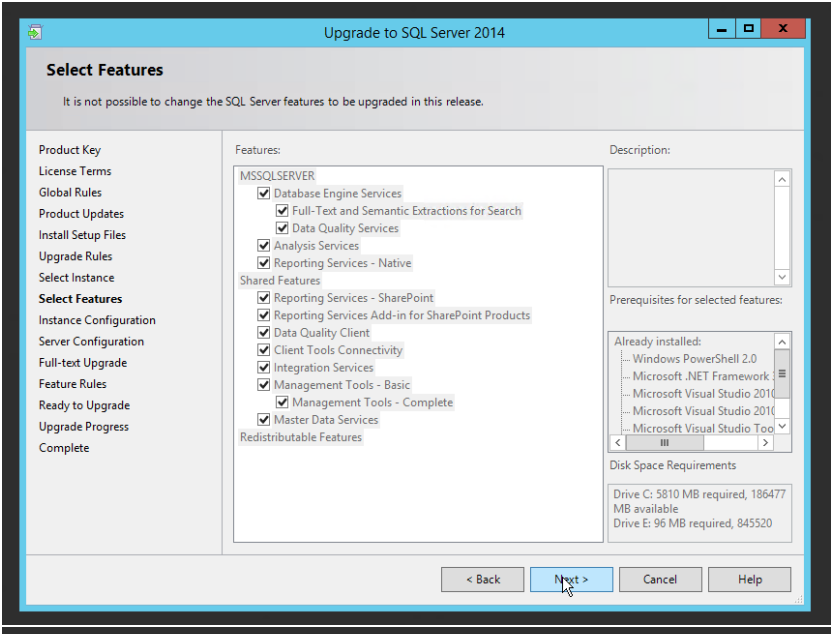 Upgrade to SQL Server 2014
Select Features
It is not possible to change the SQL Server features to be upgraded in this release.
Product Key
License Terms
Global Rules
Product Updates
Install Setup Files
Upgrade Rules
Select Instance
Select Features
Instance Configuration
Server Configuration
Full-text Upgrade
Feature Rules
Ready to Upgrade
Upgrade Progress
Complete
Features:
MSSQLSERVER
Database Engine Services
Full-Text and Semantic Extractions for Search
Data Quality Services
Analysis Services
Reporting Services - Native
Shared Features
Reporting Services - SharePoint
Reporting Services Add-in for SharePoint Products
Data Quality Client
Client Tools Connectivity
Integration Services
Management Tools - Basic
Management Tools - Complete
Master Data Services
Redistributable Features
Description:
Prerequisites for selected features:
Already installed:
Windows PowerShell 2.0
Microsoft .NET Framework
Microsoft Visual Studio 2010
Microsoft Visual Studio 2010
Microsoft Visual Studio Too
Disk Space Requirements
Drive C: 5810 MB required, 186477
MB available
Drive E: 96 MB required, 845520
< Back
Next >
Cancel
Help